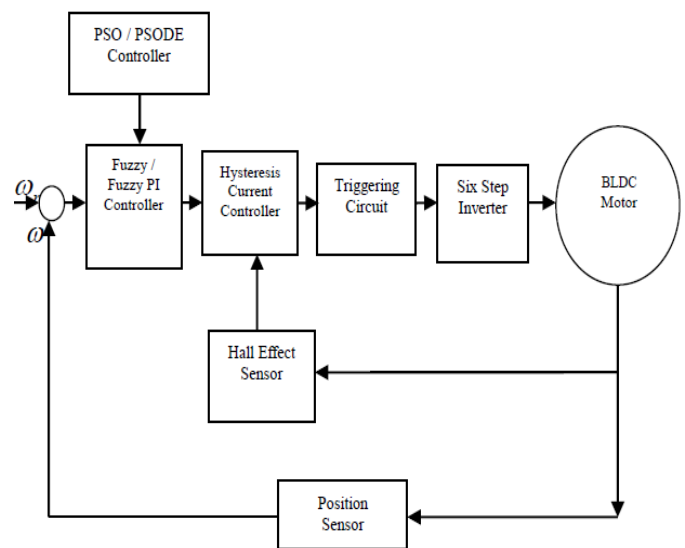 PSO / PSODE
Controller
Fuzzy /
Fuzzy PI
Controller
Hysteresis
Current
Controller
Triggering
Circuit
Six Step
Inverter
BLDC
Motor
ω
ω
Hall Effect
Sensor
Position
Sensor